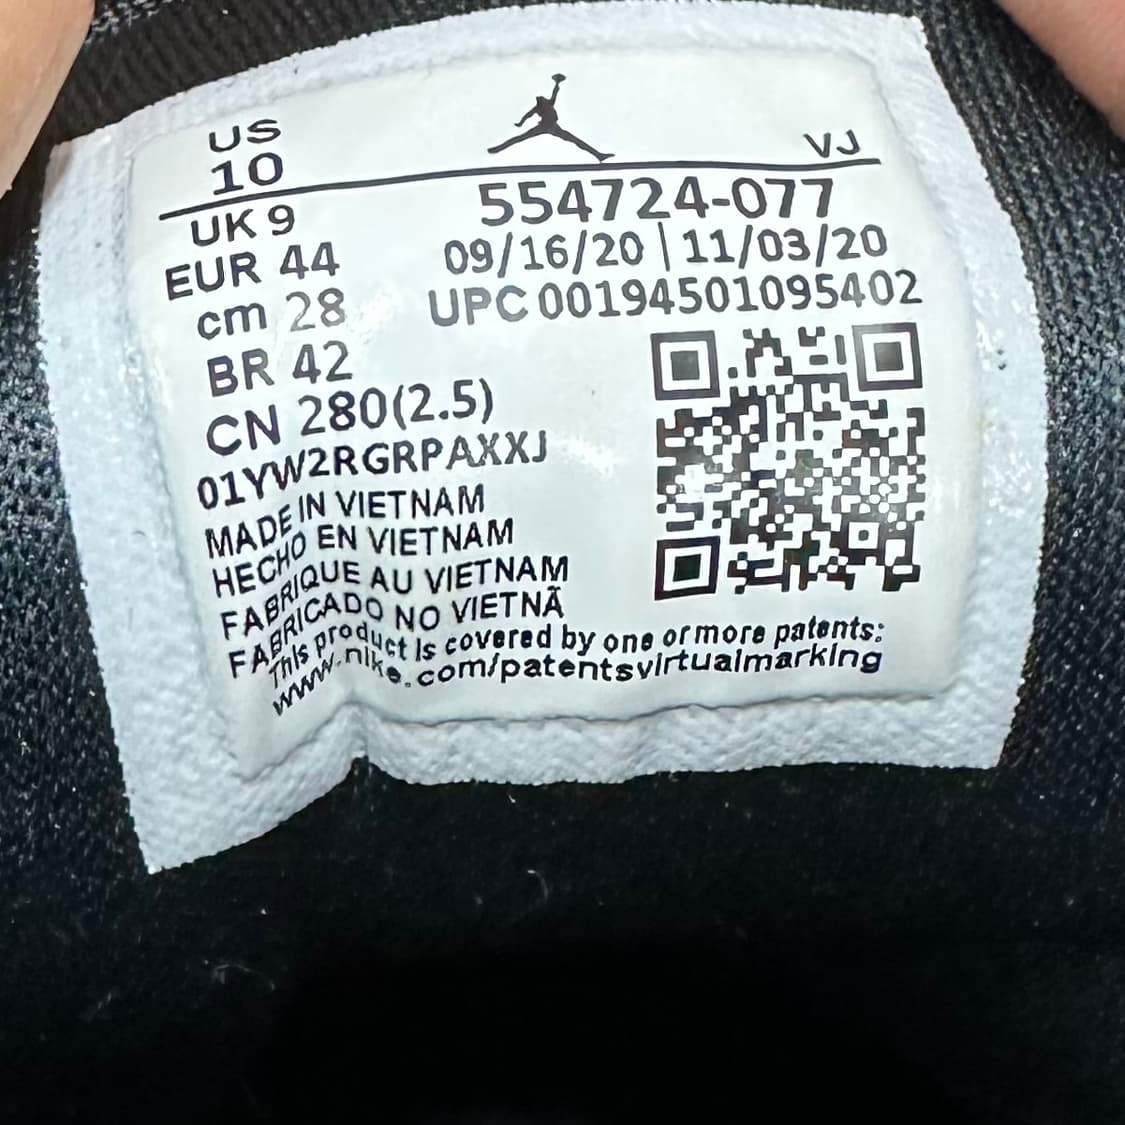 US
10
VJ
UK 9
554724-077
EUR 44
09/16/20 | 11/03/20
cm 28
UPC 00194501095402
BR 42
CN 280(2.5)
01YW2RGRPAXXJ
MADE IN VIETNAM
HECHO EN VIETNAM
FABRIQUE AU VIETNAM
FABRICADO NO VIETNÃ
This product is covered by one or more patents:
www.nike.com/patentsvirtualmarking